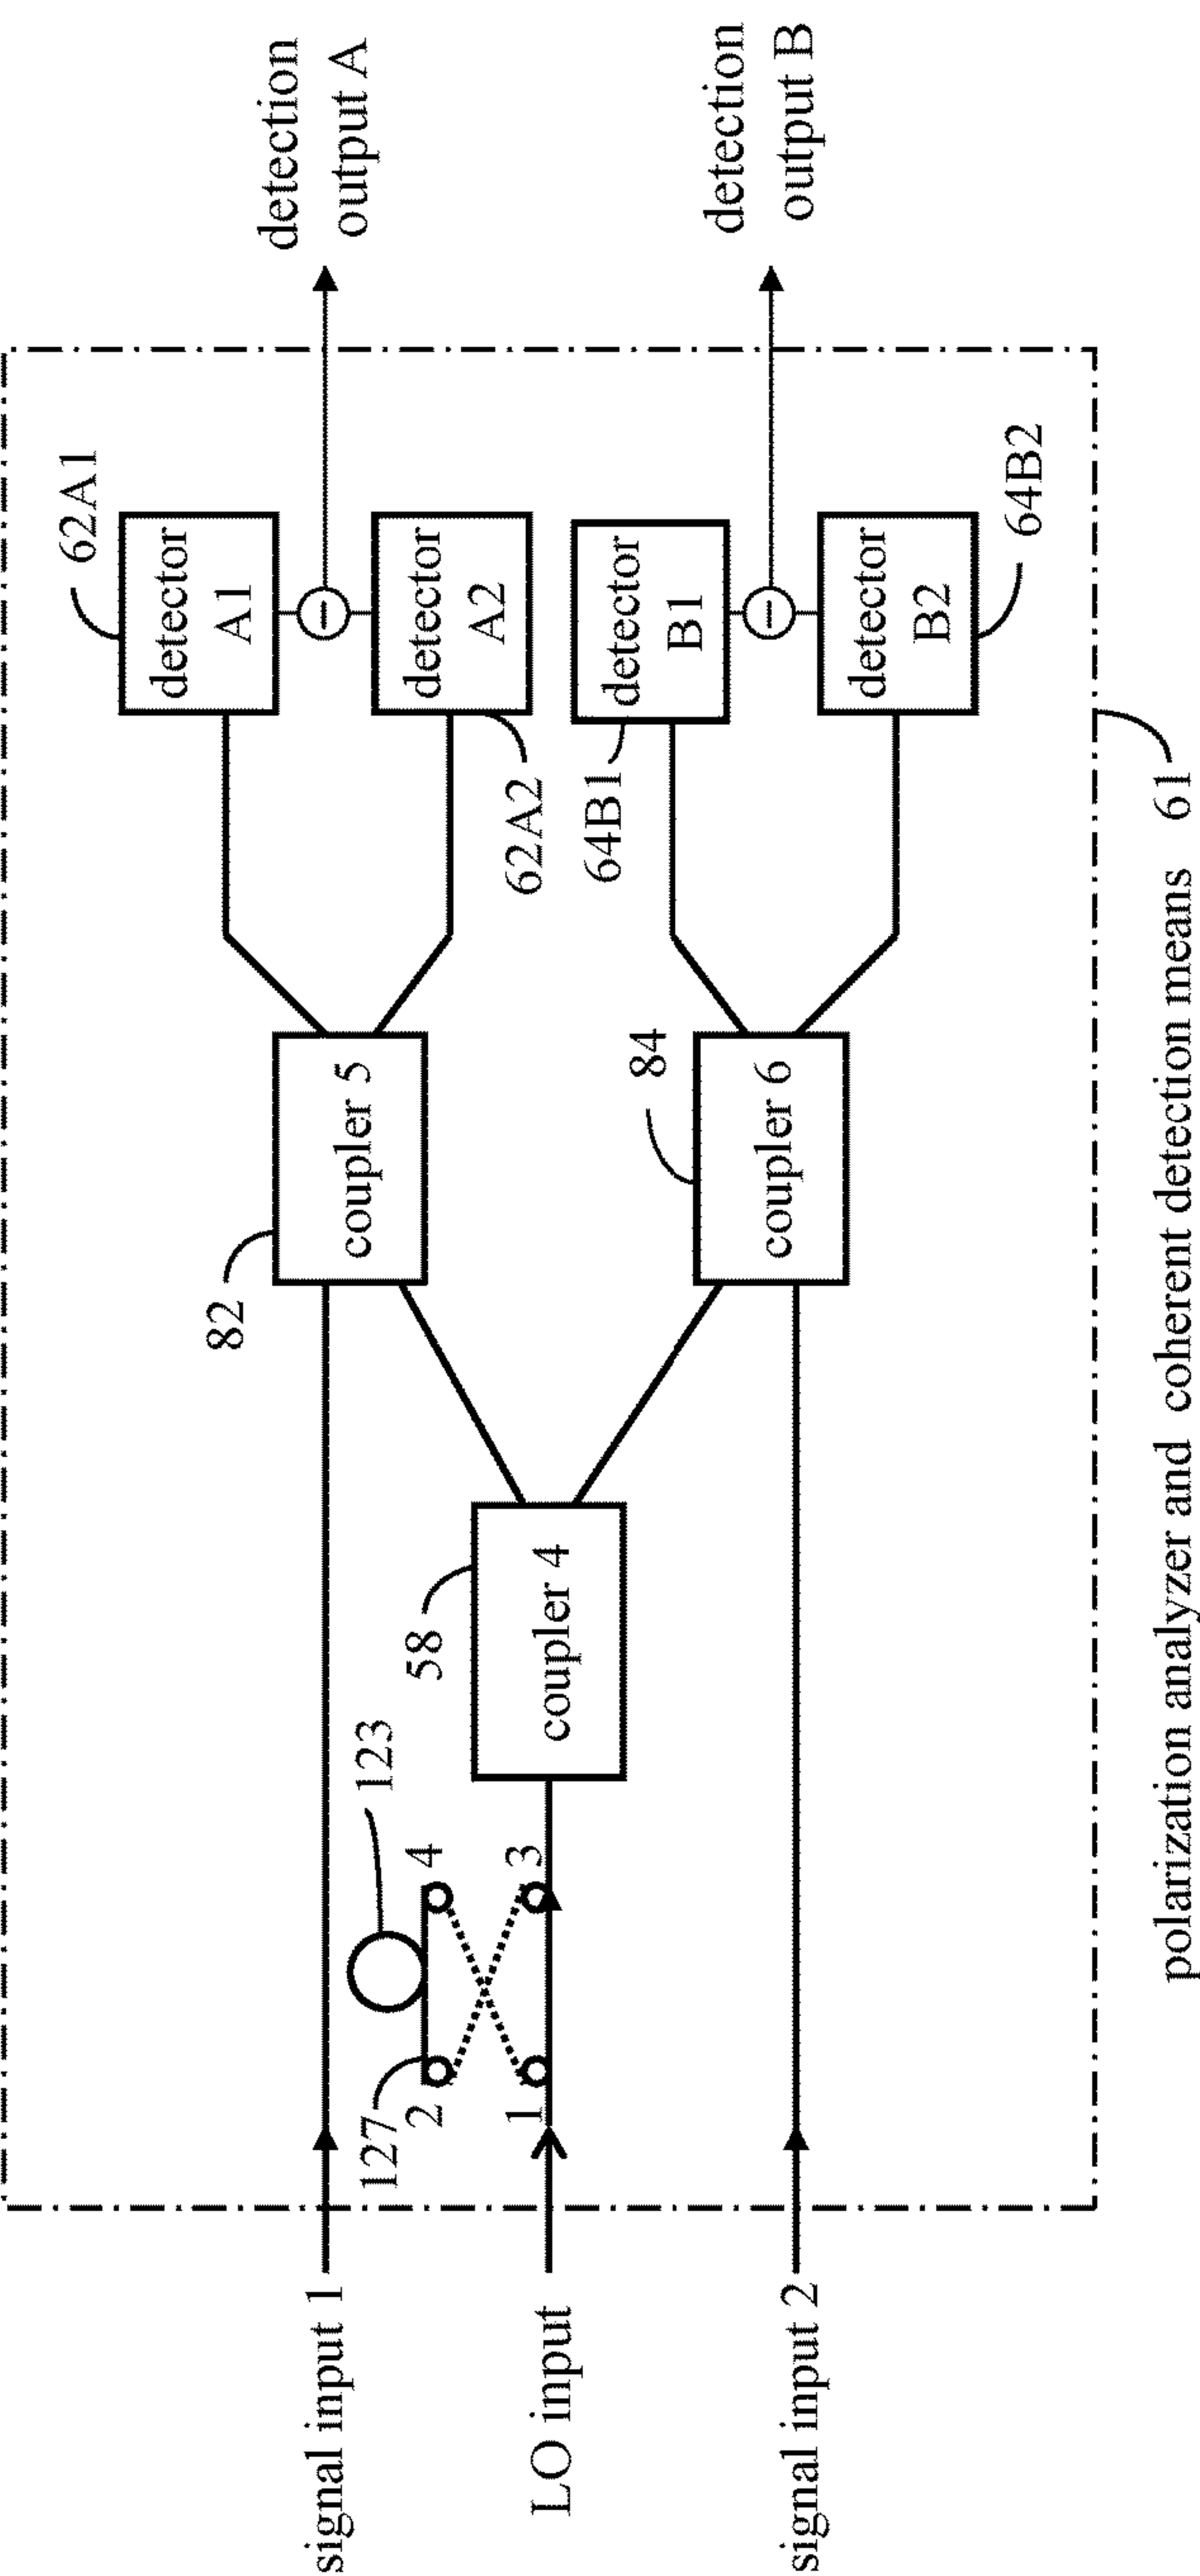 signal input 1
LO input
signal input 2
127
2
4
1
3
123
58
coupler 4
82
coupler 5
84
coupler 6
62A1
detector
A1
detector
A2
62A2
64B1
detector
B1
detector
B2
64B2
detection
output A
detection
output B
polarization analyzer and coherent detection means 61